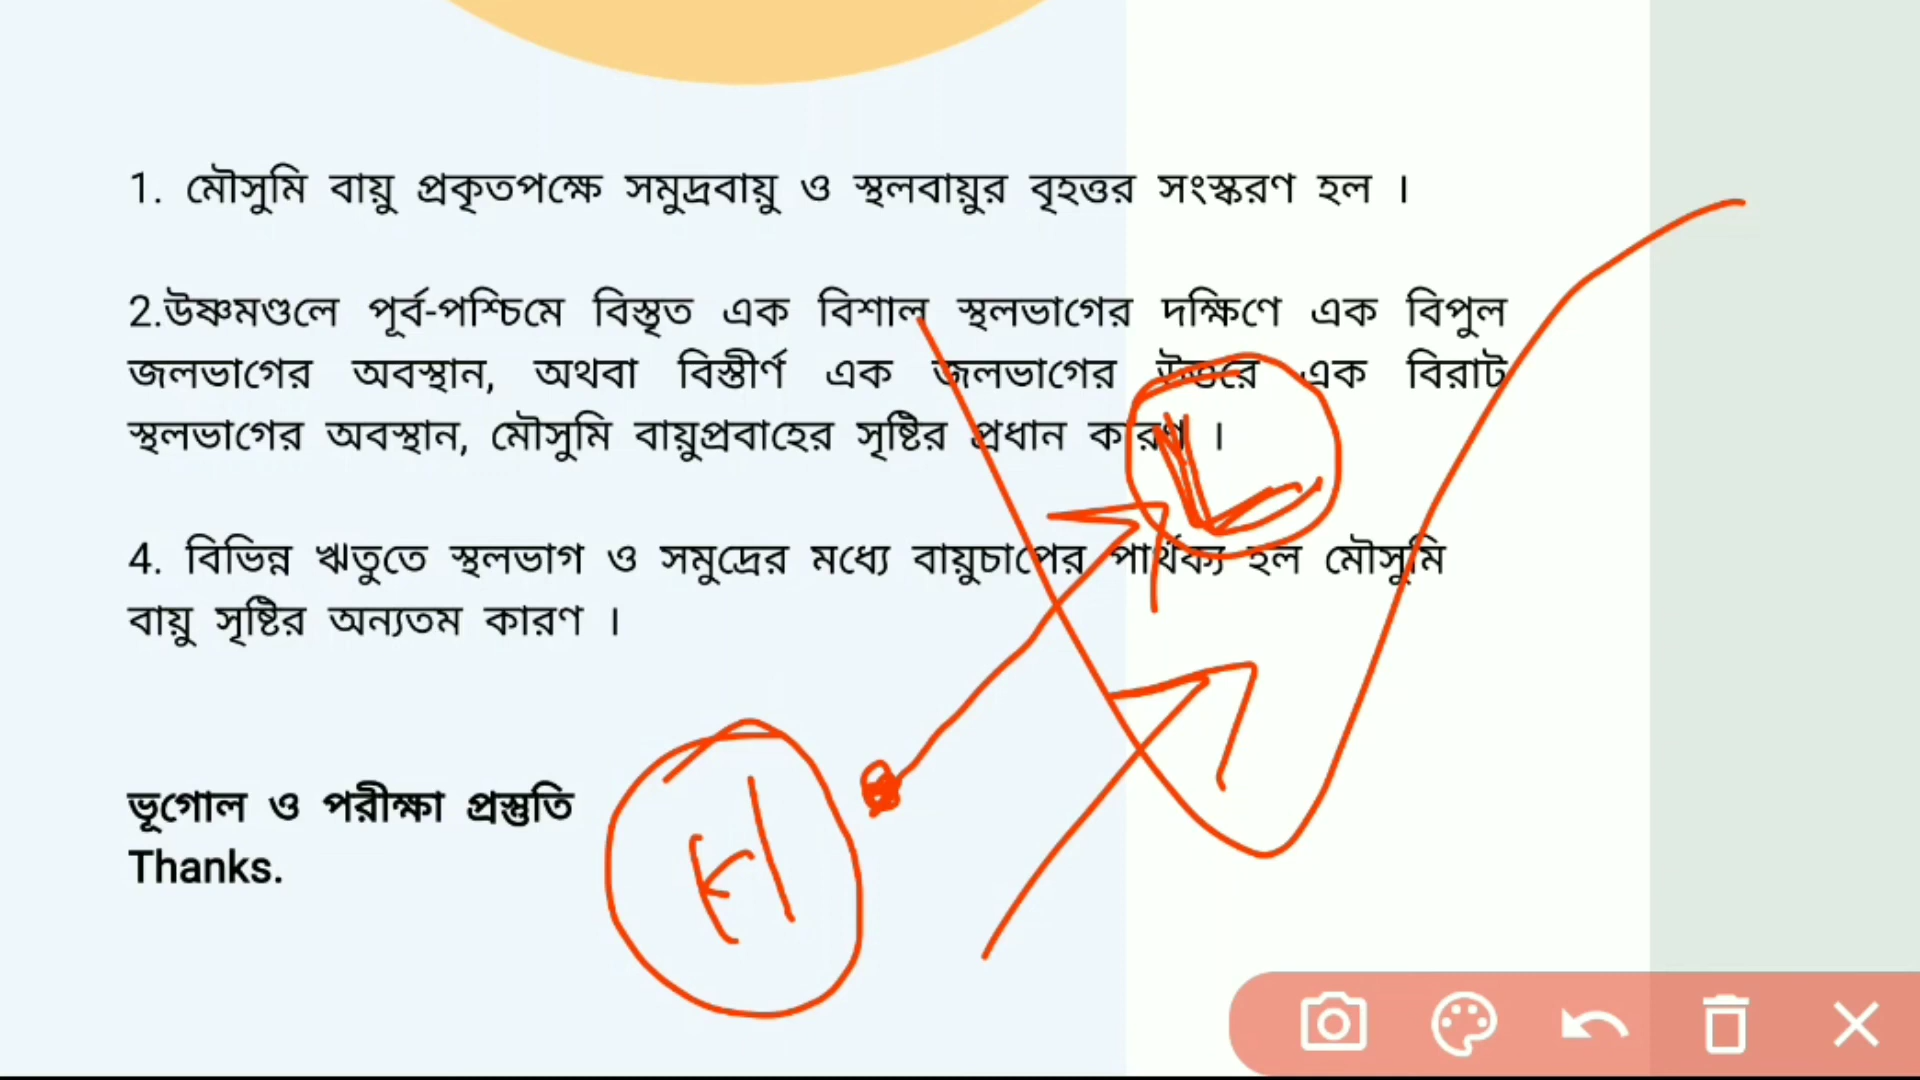 1. মৌসুমি বায়ু প্রকৃতপক্ষে সমুদ্রবায়ু ও স্থলবায়ুর বৃহত্তর সংস্করণ হল ।
2.উষ্ণমণ্ডলে পূর্ব-পশ্চিমে বিস্তৃত এক বিশাল স্থলভাগের দক্ষিণে এক বিপুল
জলভাগের অবস্থান, অথবা বিস্তীর্ণ এক জলভাগের উত্তরে এক বিরাট
স্থলভাগের অবস্থান, মৌসুমি বায়ুপ্রবাহের সৃষ্টির প্রধান কারণ ।
L
4. বিভিন্ন ঋতুতে স্থলভাগ ও সমুদ্রের মধ্যে বায়ুচাপের পার্থক্য হল মৌসুমি
বায়ু সৃষ্টির অন্যতম কারণ ।
ভূগোল ও পরীক্ষা প্রস্তুতি
Thanks.
H